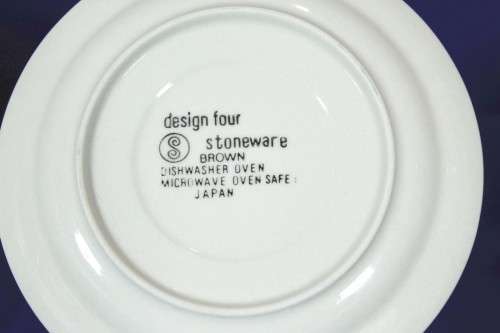 design four
S stoneware
BROWN
DISHWASHER OVEN
MICROWAVE OVEN SAFE:
JAPAN